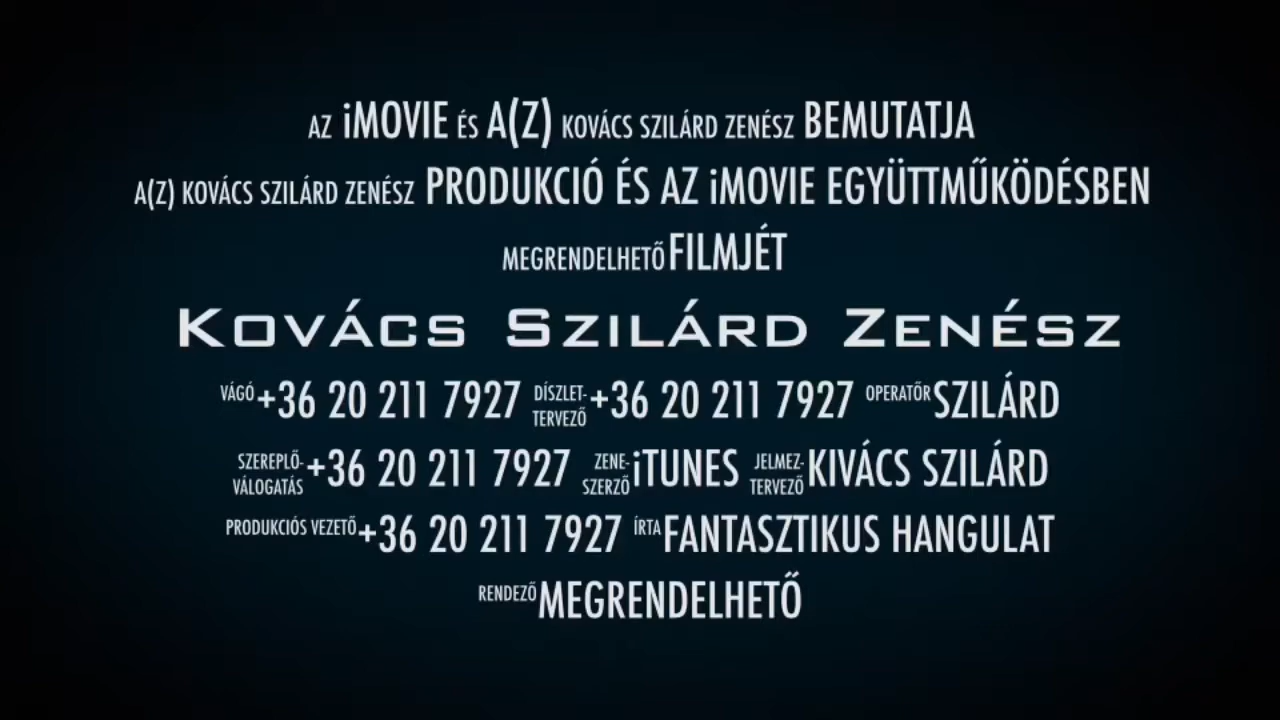 AZ iMOVIE ÉS A(Z) KOVÁCS SZILÁRD ZENÉSZ BEMUTATJA
A(Z) KOVÁCS SZILÁRD ZENÉSZ PRODUKCIÓ ÉS AZ iMOVIE EGYÜTTMŰKÖDÉSBEN
MEGRENDELHETŐ FILMJÉT
KOVÁCS SZILÁRD ZENÉSZ
VÁGÓ +36 20 211 7927 DÍSZLET-TERVEZŐ +36 20 211 7927 OPERATŐR SZILÁRD
SZEREPLŐ-VÁLOGATÁS +36 20 211 7927 ZENE-SZERZŐ iTUNES JELMEZ-TERVEZŐ KIVÁCS SZILÁRD
PRODUKCIÓS VEZETŐ +36 20 211 7927 ÍRTA FANTASZTIKUS HANGULAT
RENDEZŐ MEGRENDELHETŐ